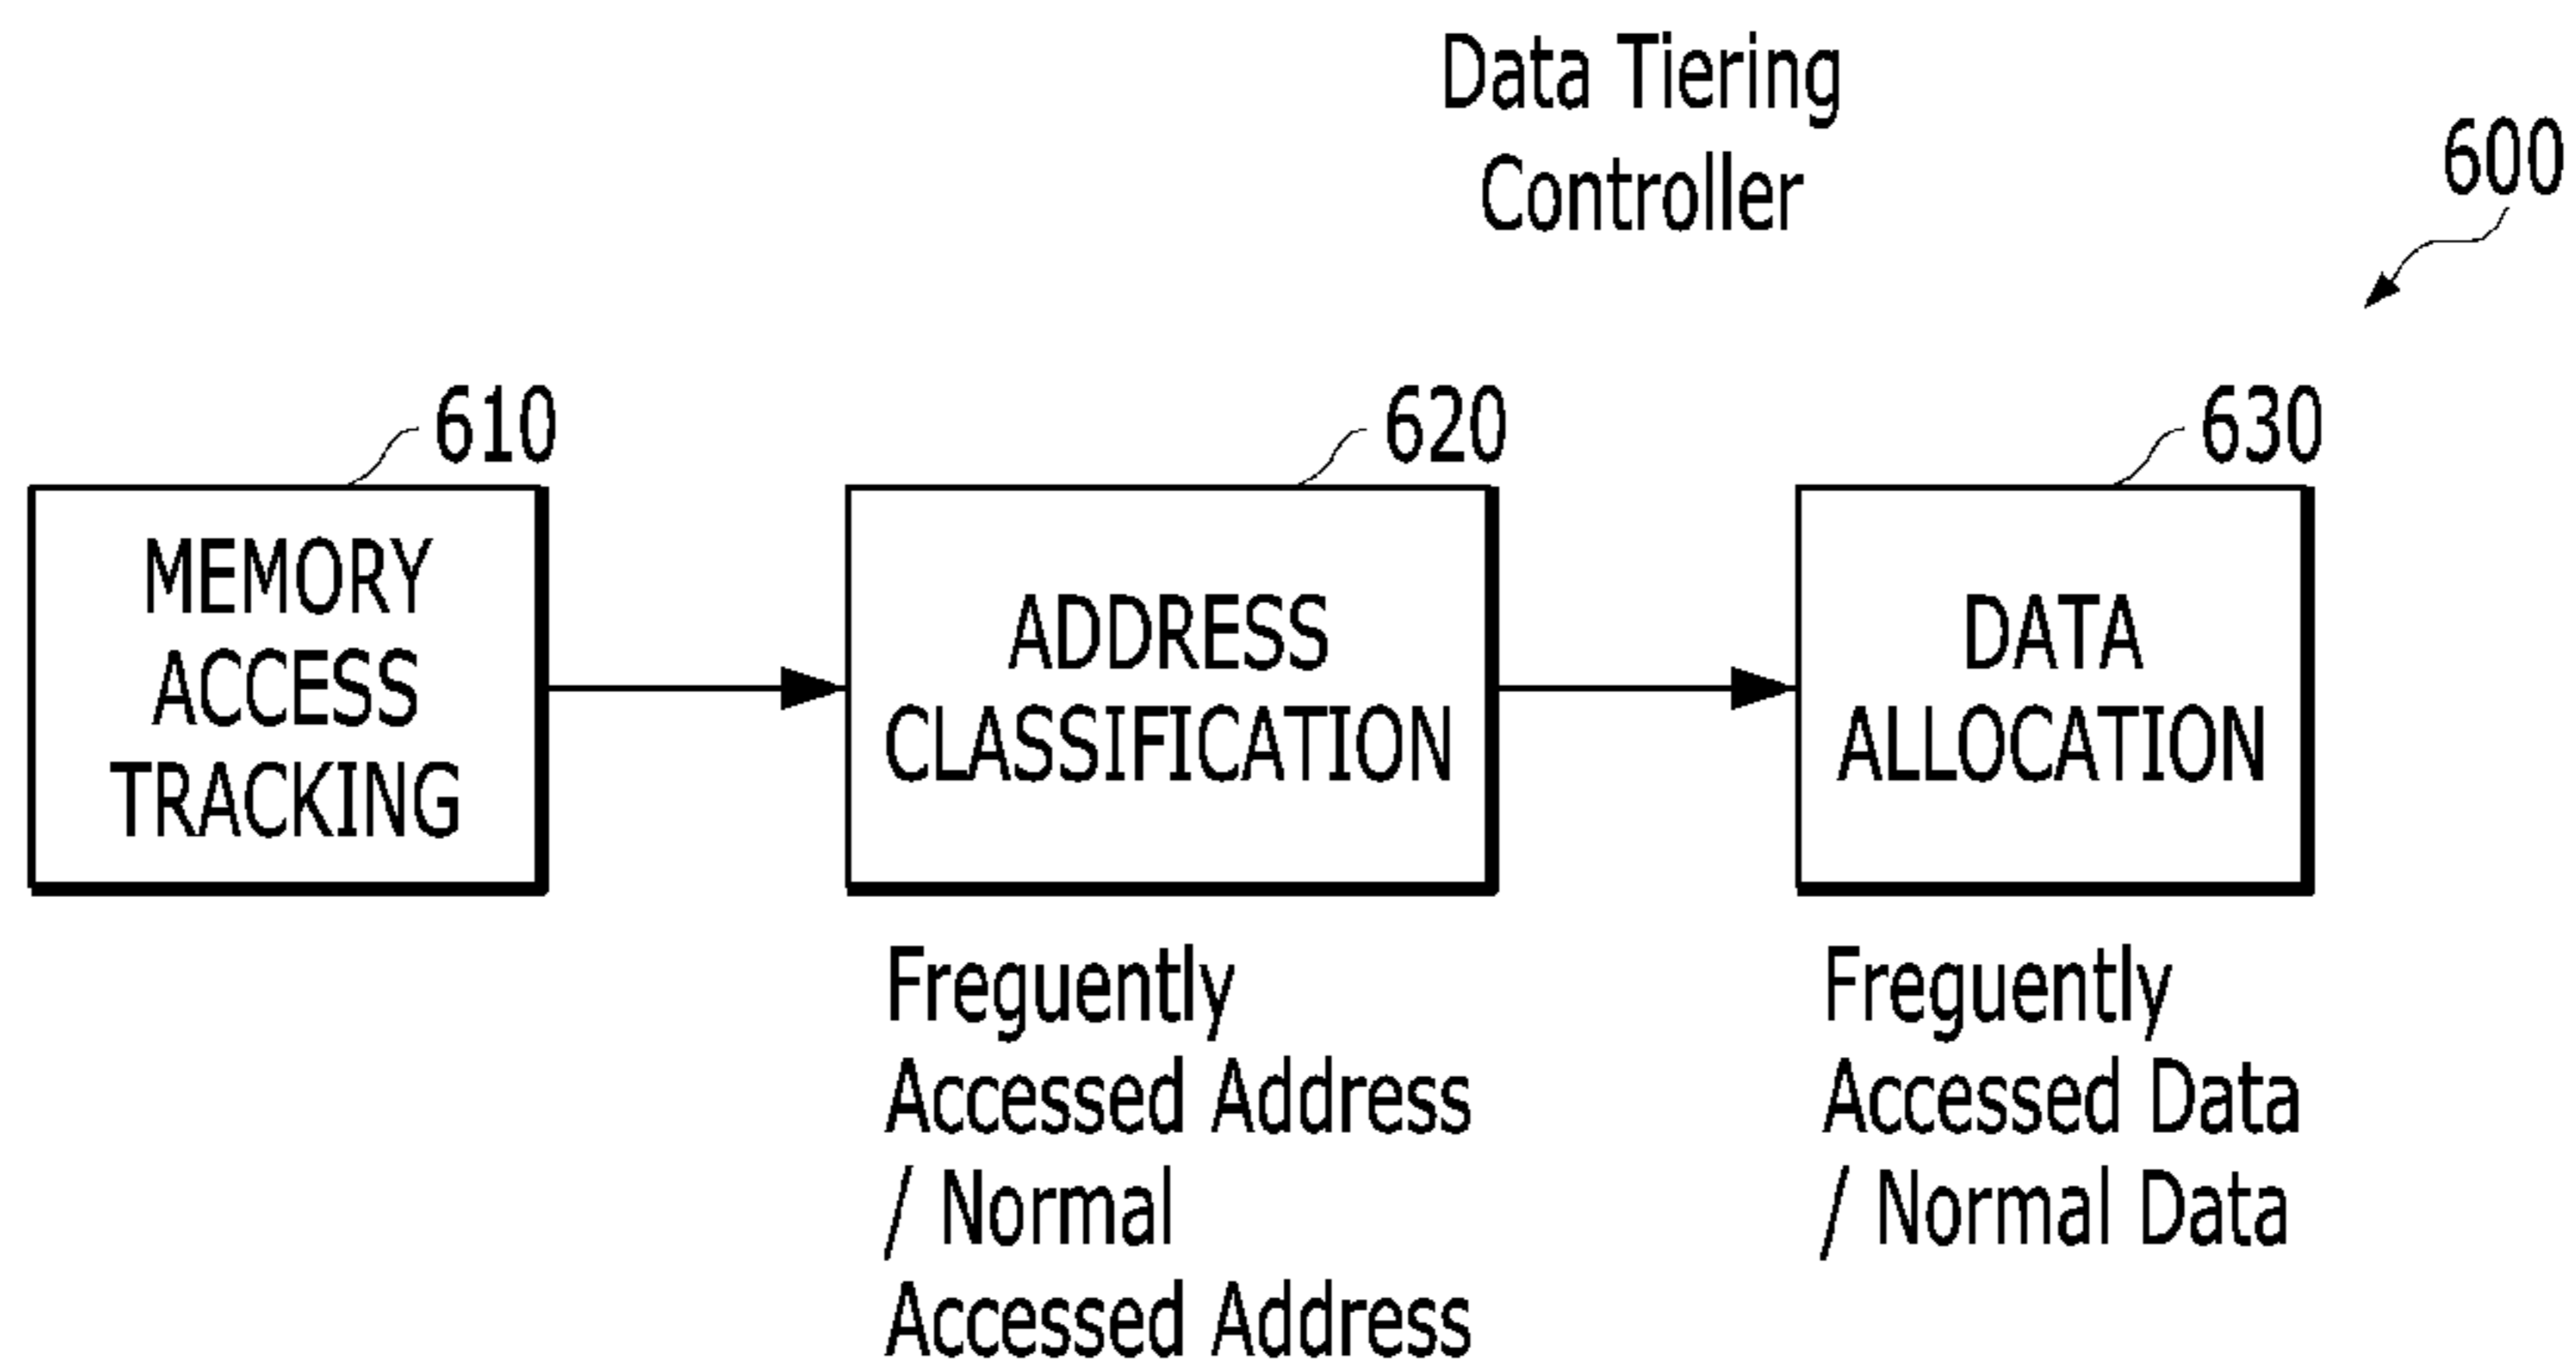 Data Tiering
Controller
600
610
620
630
MEMORY
ACCESS
TRACKING
ADDRESS
CLASSIFICATION
DATA
ALLOCATION
Freguently
Accessed Address
/ Normal
Accessed Address
Freguently
Accessed Data
/ Normal Data